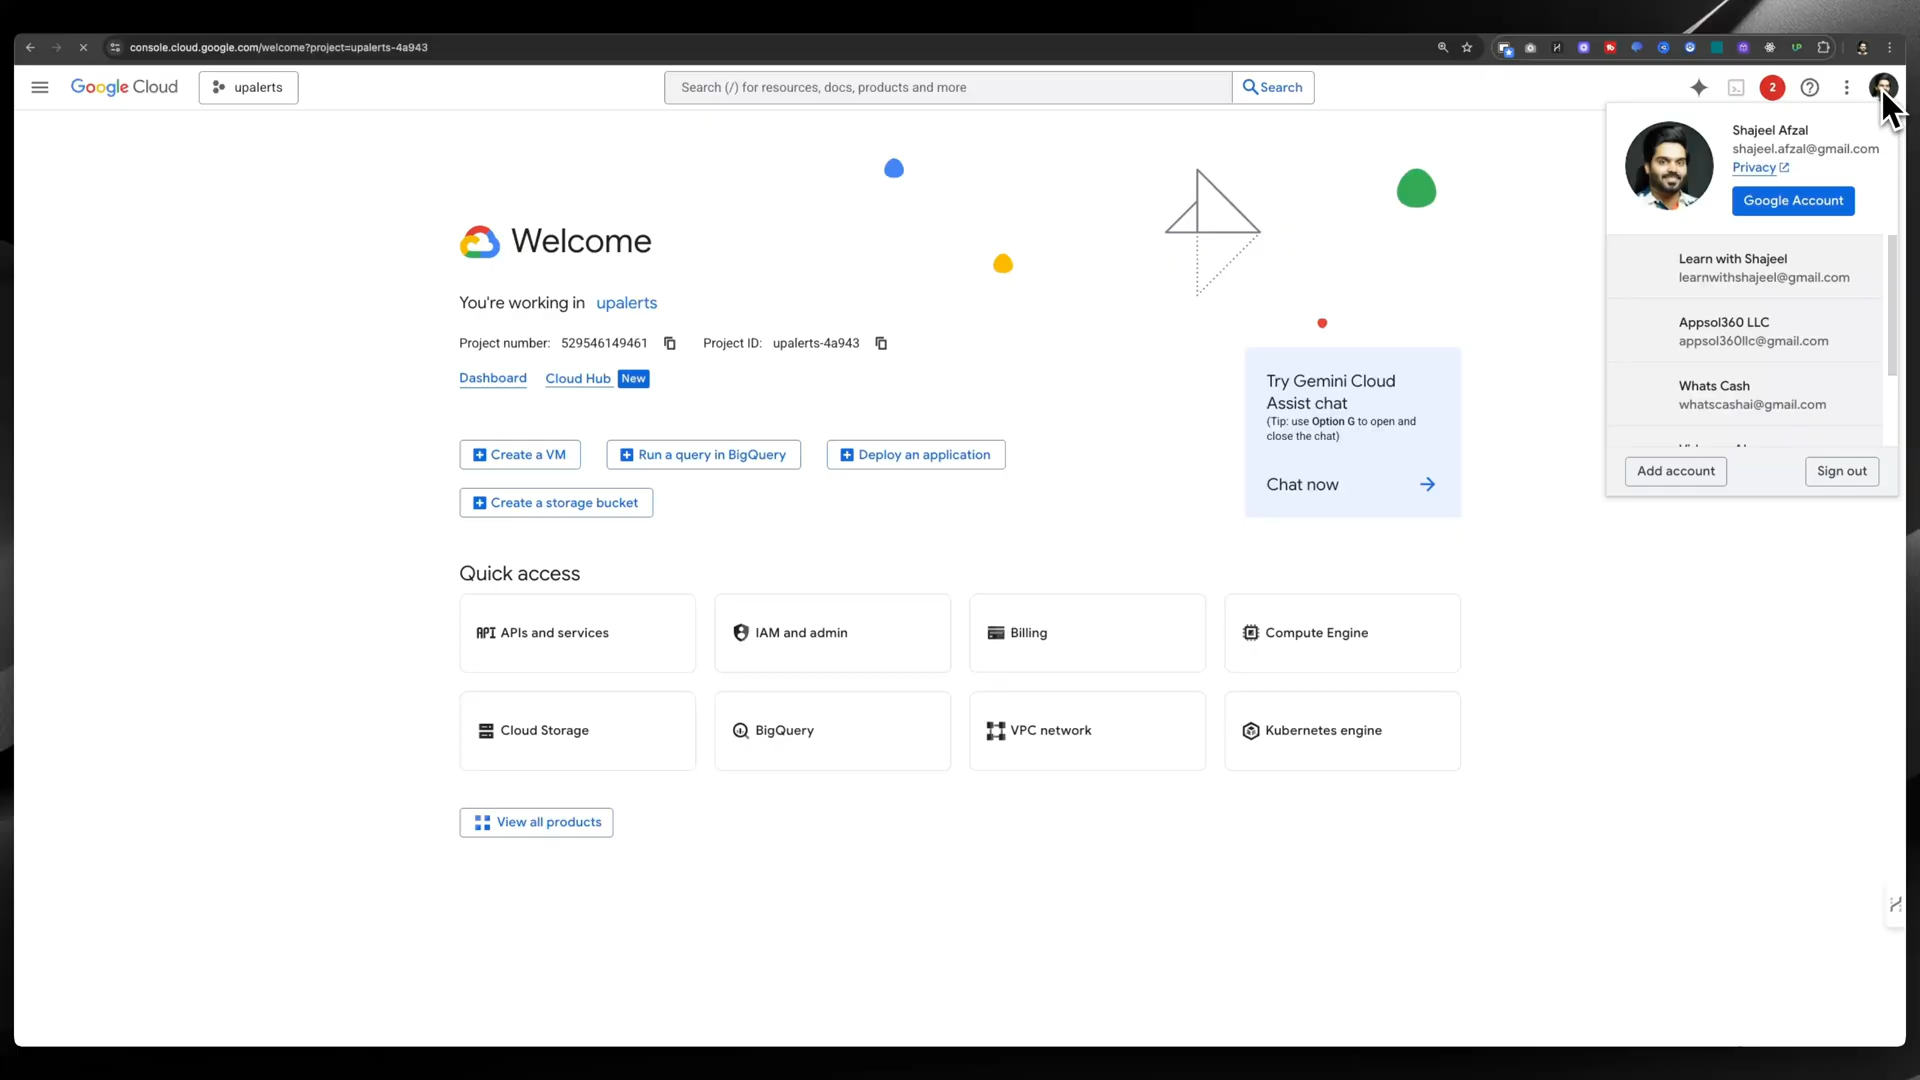 console.cloud.google.com/welcome?project=upalerts-4a943
Google Cloud
upalerts
Search (/) for resources, docs, products and more
Search
2
Shajeel Afzal
shajeel.afzal@gmail.com
Privacy
Google Account
Learn with Shajeel
learnwithshajeel@gmail.com
Appsol360 LLC
appsol360llc@gmail.com
Whats Cash
whatscashai@gmail.com
Add account
Sign out
Welcome
You're working in upalerts
Project number: 529546149461
Project ID: upalerts-4a943
Dashboard
Cloud Hub New
Try Gemini Cloud
Assist chat
(Tip: use Option G to open and
close the chat)
Chat now
Create a VM
Run a query in BigQuery
Deploy an application
Create a storage bucket
Quick access
API APIs and services
IAM and admin
Billing
Compute Engine
Cloud Storage
BigQuery
VPC network
Kubernetes engine
View all products